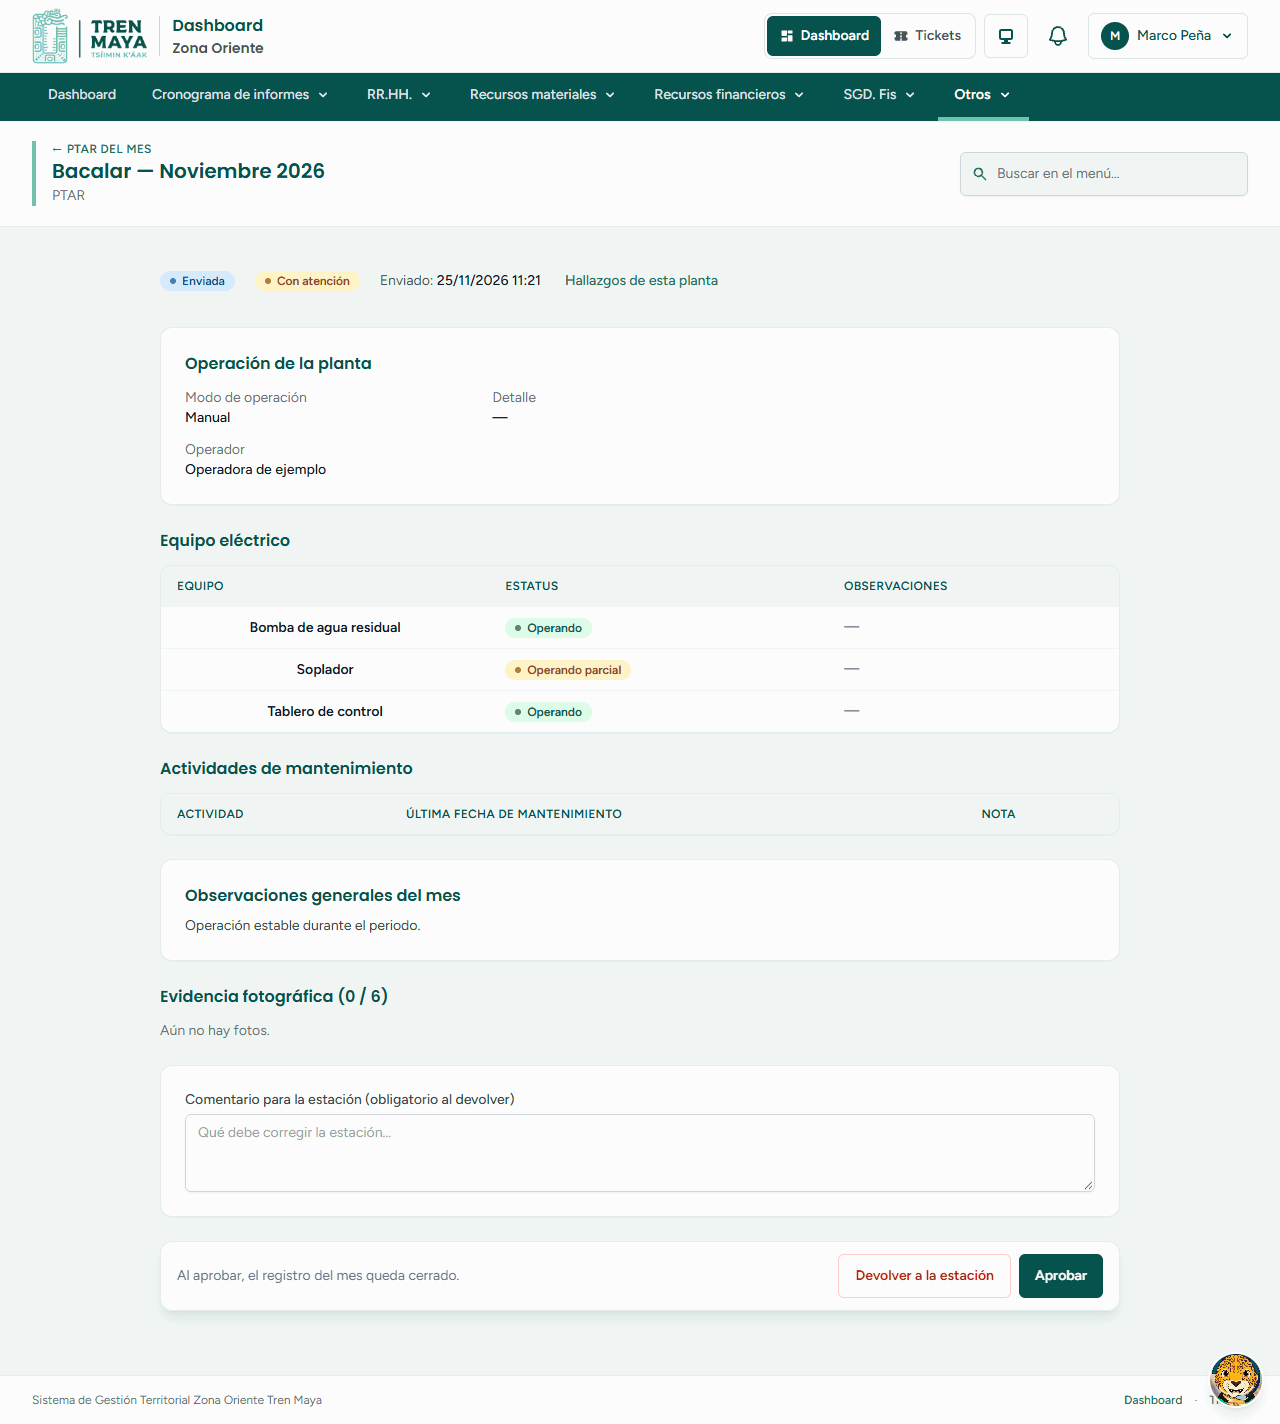 TREN
MAYA
TSÍIMIN K'ÁAK
Dashboard
Zona Oriente
Dashboard
Tickets
M
Marco Peña
Dashboard
Cronograma de informes
RR.HH.
Recursos materiales
Recursos financieros
SGD. Fis
Otros
← PTAR DEL MES
Bacalar — Noviembre 2026
PTAR
Buscar en el menú...
Enviada
Con atención
Enviado: 25/11/2026 11:21
Hallazgos de esta planta
Operación de la planta
Modo de operación
Manual
Detalle
—
Operador
Operadora de ejemplo
Equipo eléctrico
EQUIPO ESTATUS OBSERVACIONES
Bomba de agua residual Operando —
Soplador Operando parcial —
Tablero de control Operando —
Actividades de mantenimiento
ACTIVIDAD ÚLTIMA FECHA DE MANTENIMIENTO NOTA
Observaciones generales del mes
Operación estable durante el periodo.
Evidencia fotográfica (0 / 6)
Aún no hay fotos.
Comentario para la estación (obligatorio al devolver)
Qué debe corregir la estación...
Al aprobar, el registro del mes queda cerrado.
Devolver a la estación
Aprobar
Sistema de Gestión Territorial Zona Oriente Tren Maya
Dashboard ·